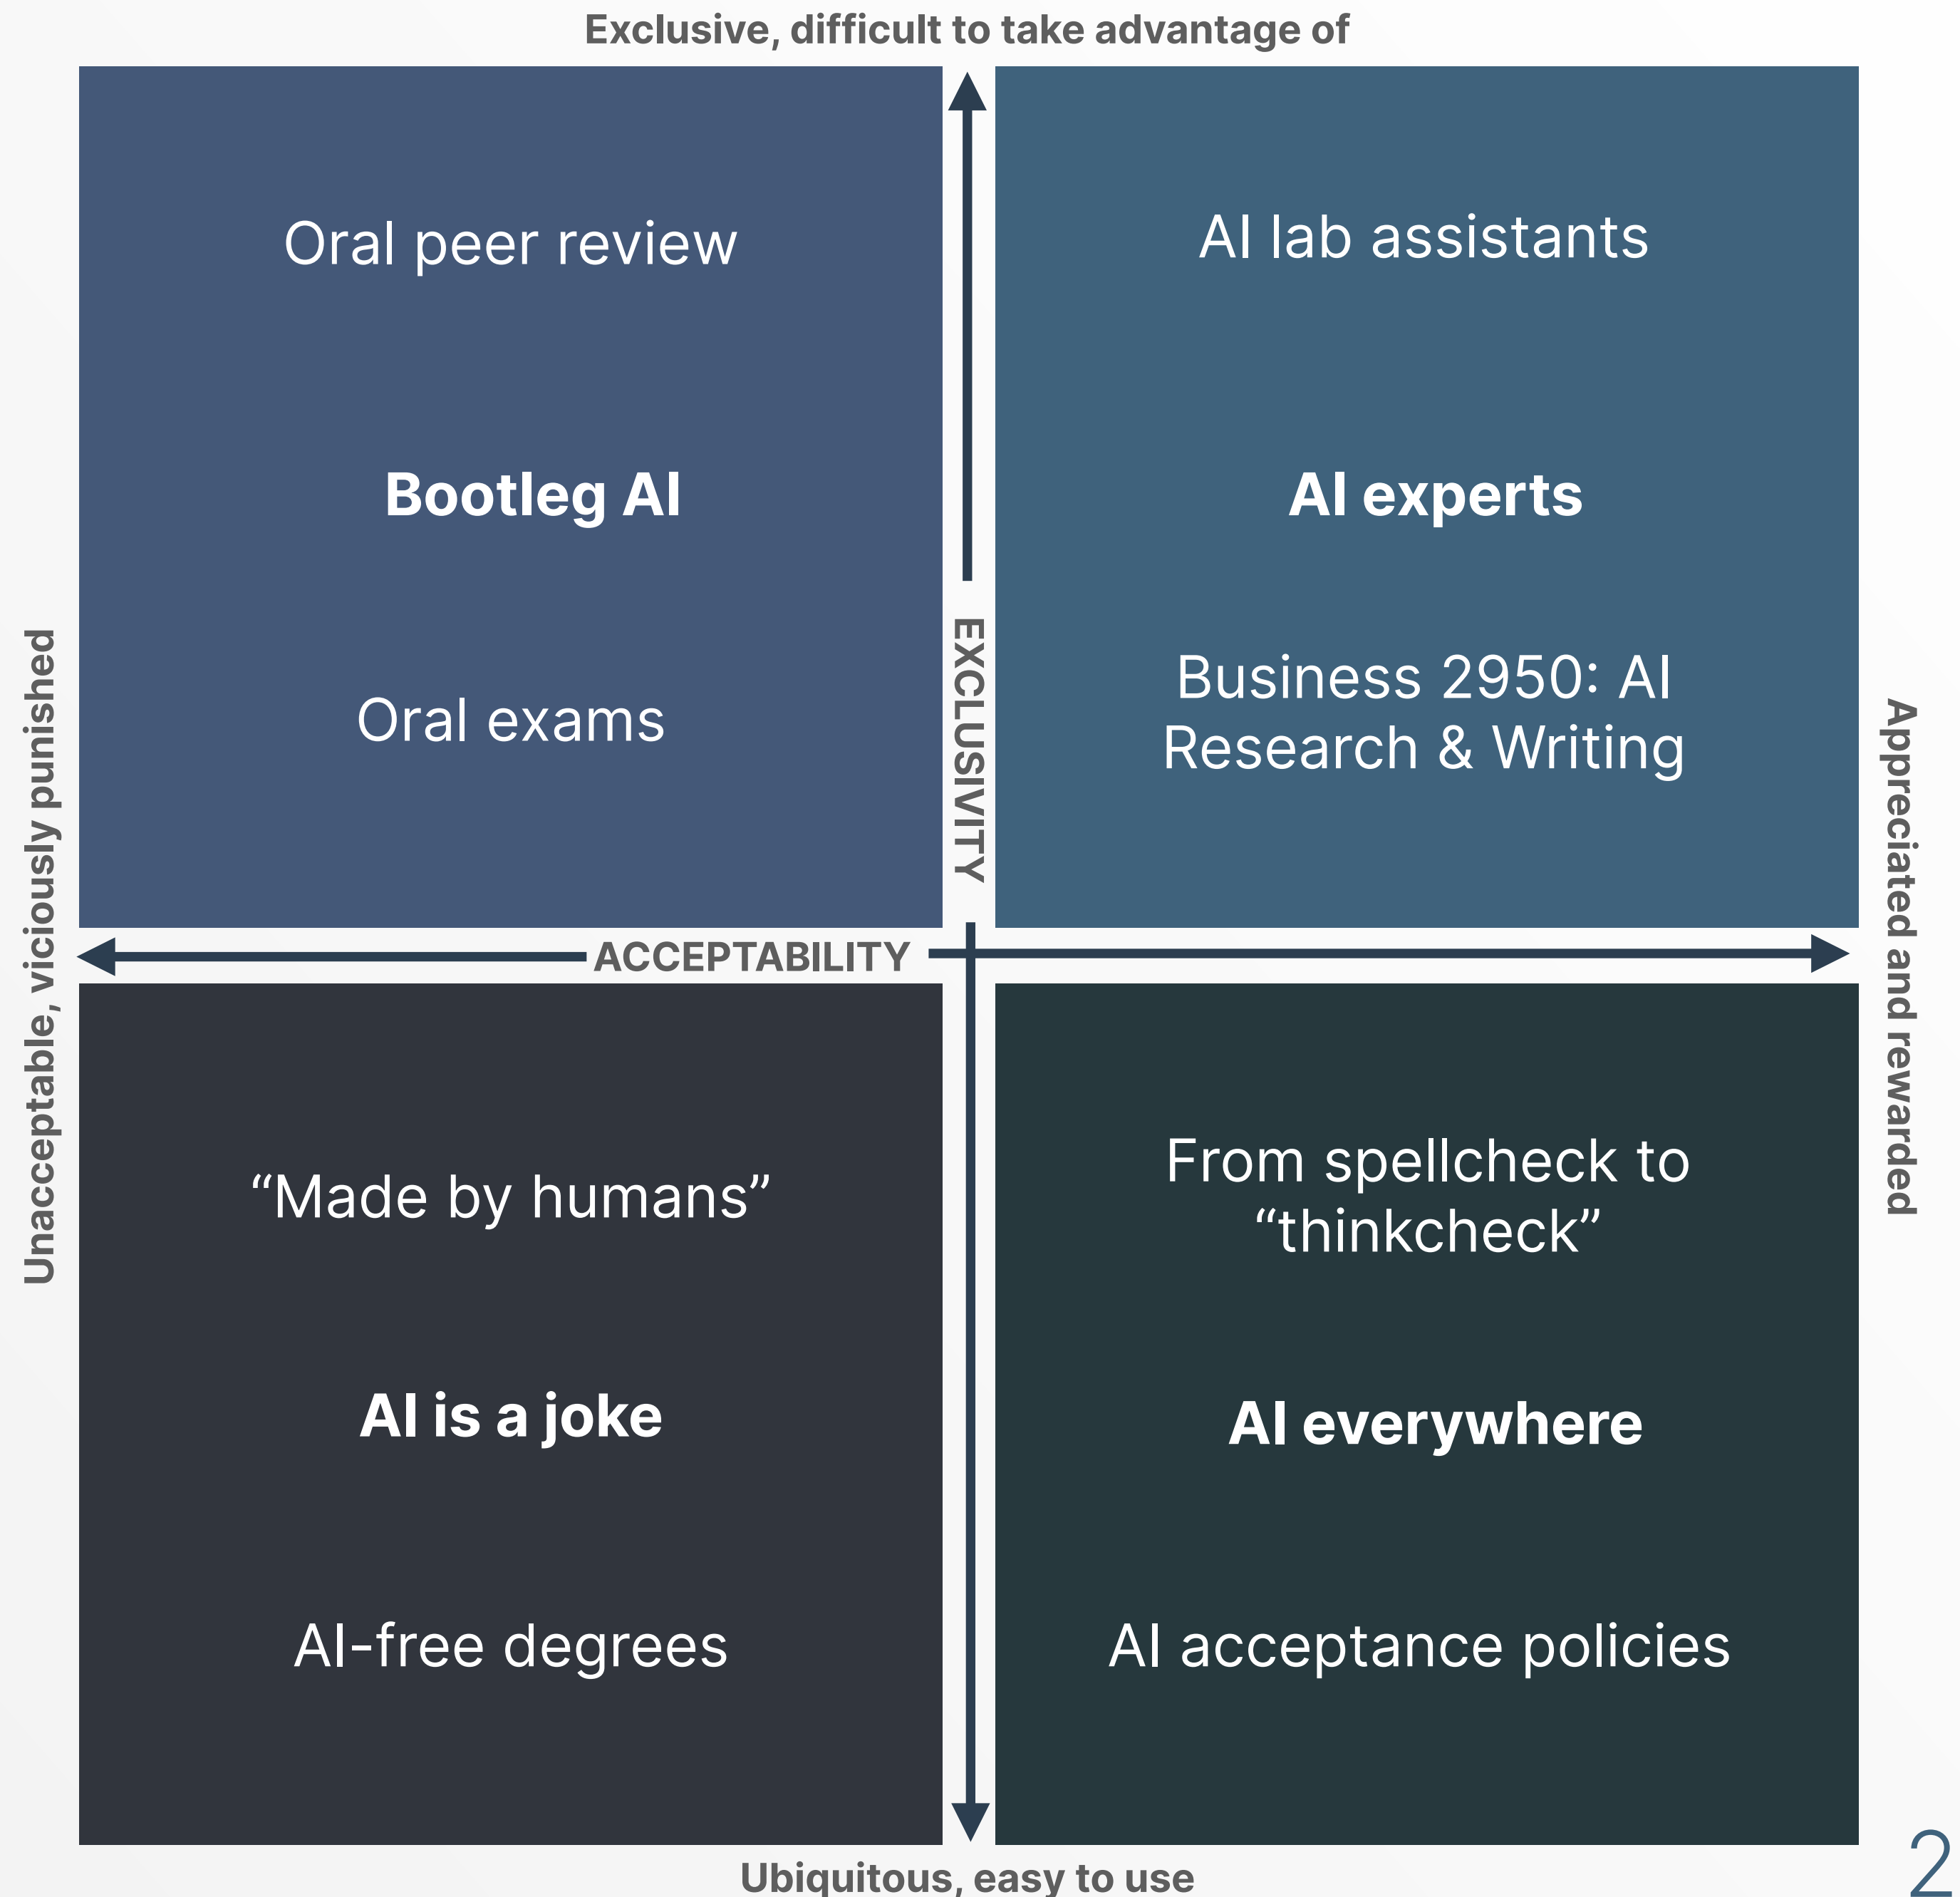 Exclusive, difficult to take advantage of
Oral peer review
Bootleg AI
Oral exams
AI lab assistants
AI experts
Business 2950: AI
Research & Writing
EXCLUSIVITY
Unacceptable, viciously punished
ACCEPTABILITY
Appreciated and rewarded
“Made by humans”
AI is a joke
AI-free degrees
From spellcheck to
“thinkcheck”
AI everywhere
AI acceptance policies
Ubiquitous, easy to use
2